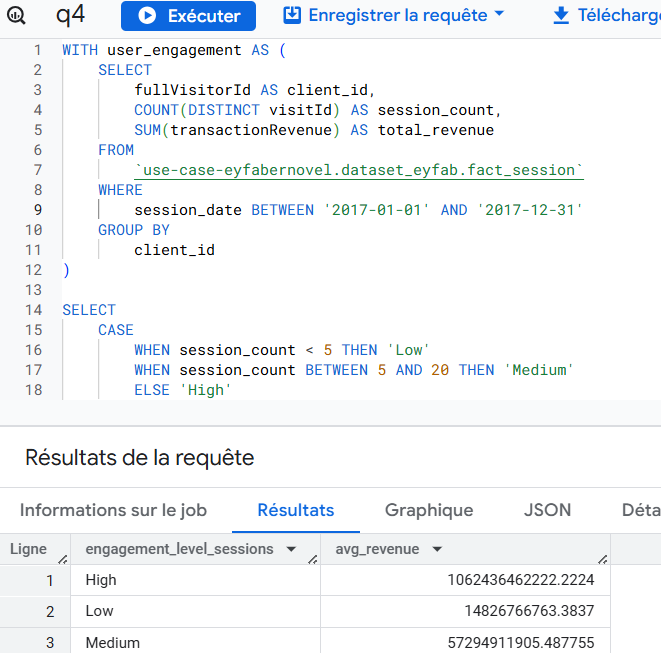 q4 Exécuter Enregistrer la requête Télécharge
1 WITH user_engagement AS (
2 SELECT
3 fullVisitorId AS client_id,
4 COUNT(DISTINCT visitId) AS session_count,
5 SUM(transactionRevenue) AS total_revenue
6 FROM
7 `use-case-eyfabernovel.dataset_eyfab.fact_session`
8 WHERE
9 session_date BETWEEN '2017-01-01' AND '2017-12-31'
10 GROUP BY
11 client_id
12 )
13
14 SELECT
15 CASE
16 WHEN session_count < 5 THEN 'Low'
17 WHEN session_count BETWEEN 5 AND 20 THEN 'Medium'
18 ELSE 'High'
Résultats de la requête
Informations sur le job Résultats Graphique JSON Déta
Ligne engagement_level_sessions avg_revenue
1 High 1062436462222.2224
2 Low 14826766763.3837
3 Medium 57294911905.487755